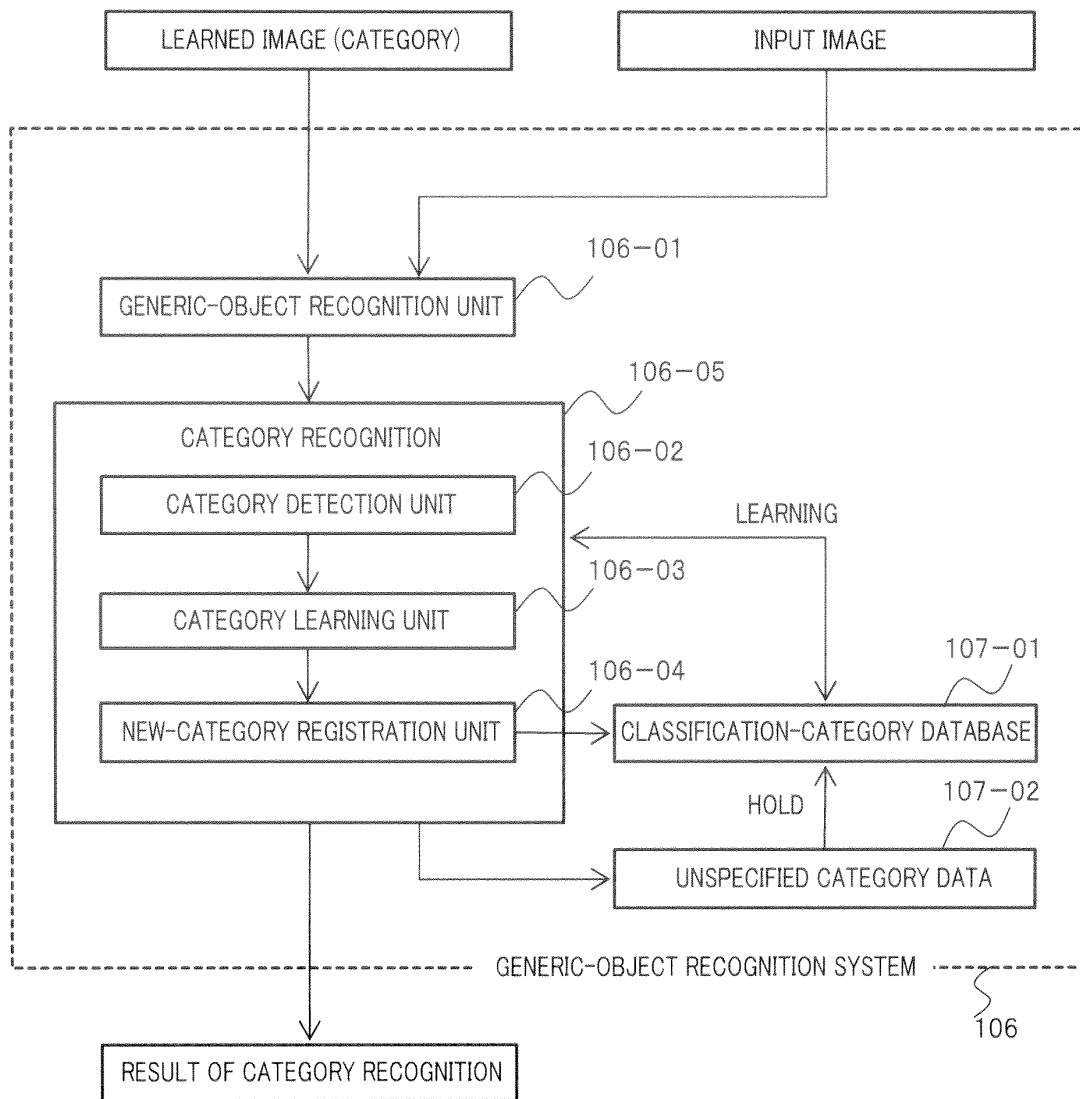 LEARNED IMAGE (CATEGORY)
INPUT IMAGE
106-01
GENERIC-OBJECT RECOGNITION UNIT
106-05
CATEGORY RECOGNITION
106-02
CATEGORY DETECTION UNIT
LEARNING
106-03
CATEGORY LEARNING UNIT
107-01
106-04
NEW-CATEGORY REGISTRATION UNIT
CLASSIFICATION-CATEGORY DATABASE
HOLD
107-02
UNSPECIFIED CATEGORY DATA
GENERIC-OBJECT RECOGNITION SYSTEM
106
RESULT OF CATEGORY RECOGNITION